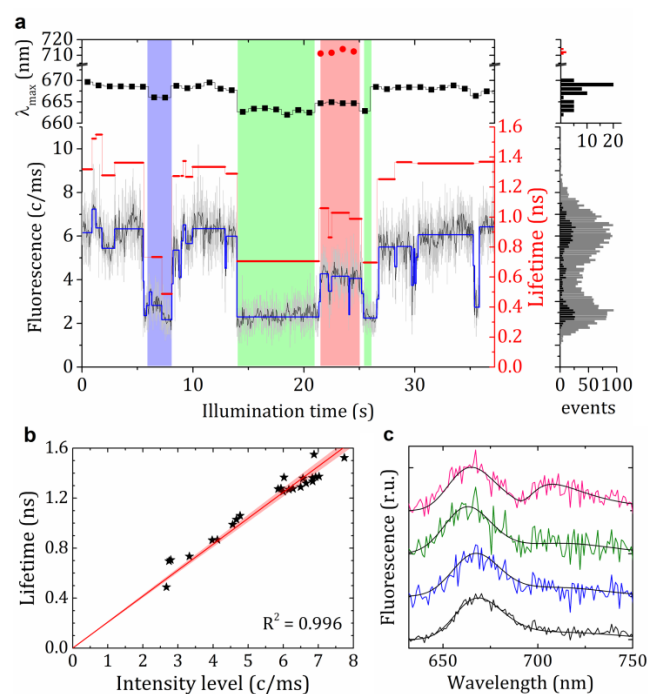 a
λmax (nm)
720
710
670
665
660
10 20
Fluorescence (c/ms)
10
8
6
4
2
0
1.6
1.4
1.2
1.0
0.8
0.6
0.4
0.2
0.0
Lifetime (ns)
0 10 20 30
Illumination time (s)
0 50 100
events
b
Lifetime (ns)
1.6
1.2
0.8
0.4
0.0
R² = 0.996
0 1 2 3 4 5 6 7 8
Intensity level (c/ms)
c
Fluorescence (r.u.)
650 700 750
Wavelength (nm)